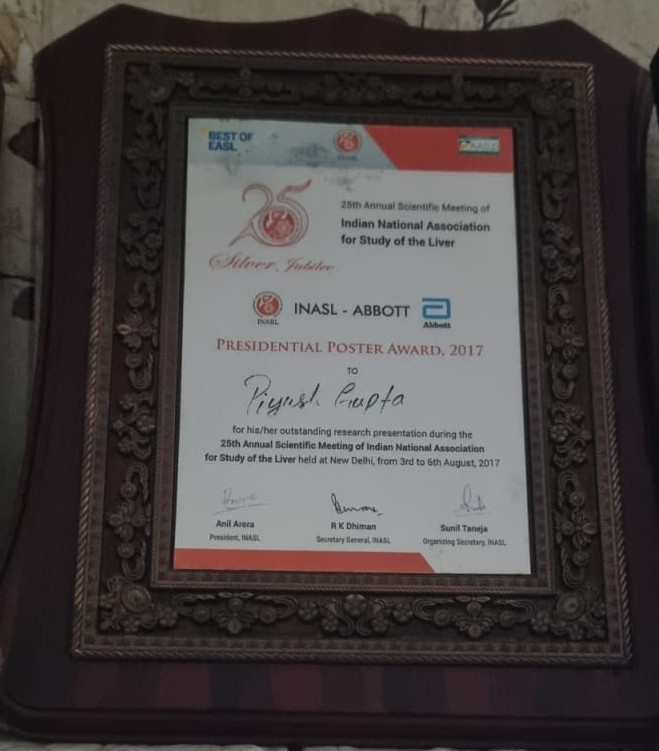 BEST OF
EASL
INASL
AASLD
25th Annual Scientific Meeting of
Indian National Association
for Study of the Liver
25
Silver Jubilee
INASL
INASL - ABBOTT
Abbott
PRESIDENTIAL POSTER AWARD, 2017
TO
Piyush Gupta
for his/her outstanding research presentation during the
25th Annual Scientific Meeting of Indian National Association
for Study of the Liver held at New Delhi, from 3rd to 6th August, 2017
Anil Arora
President, INASL
R K Dhiman
Secretary General, INASL
Sunil Taneja
Organizing Secretary, INASL